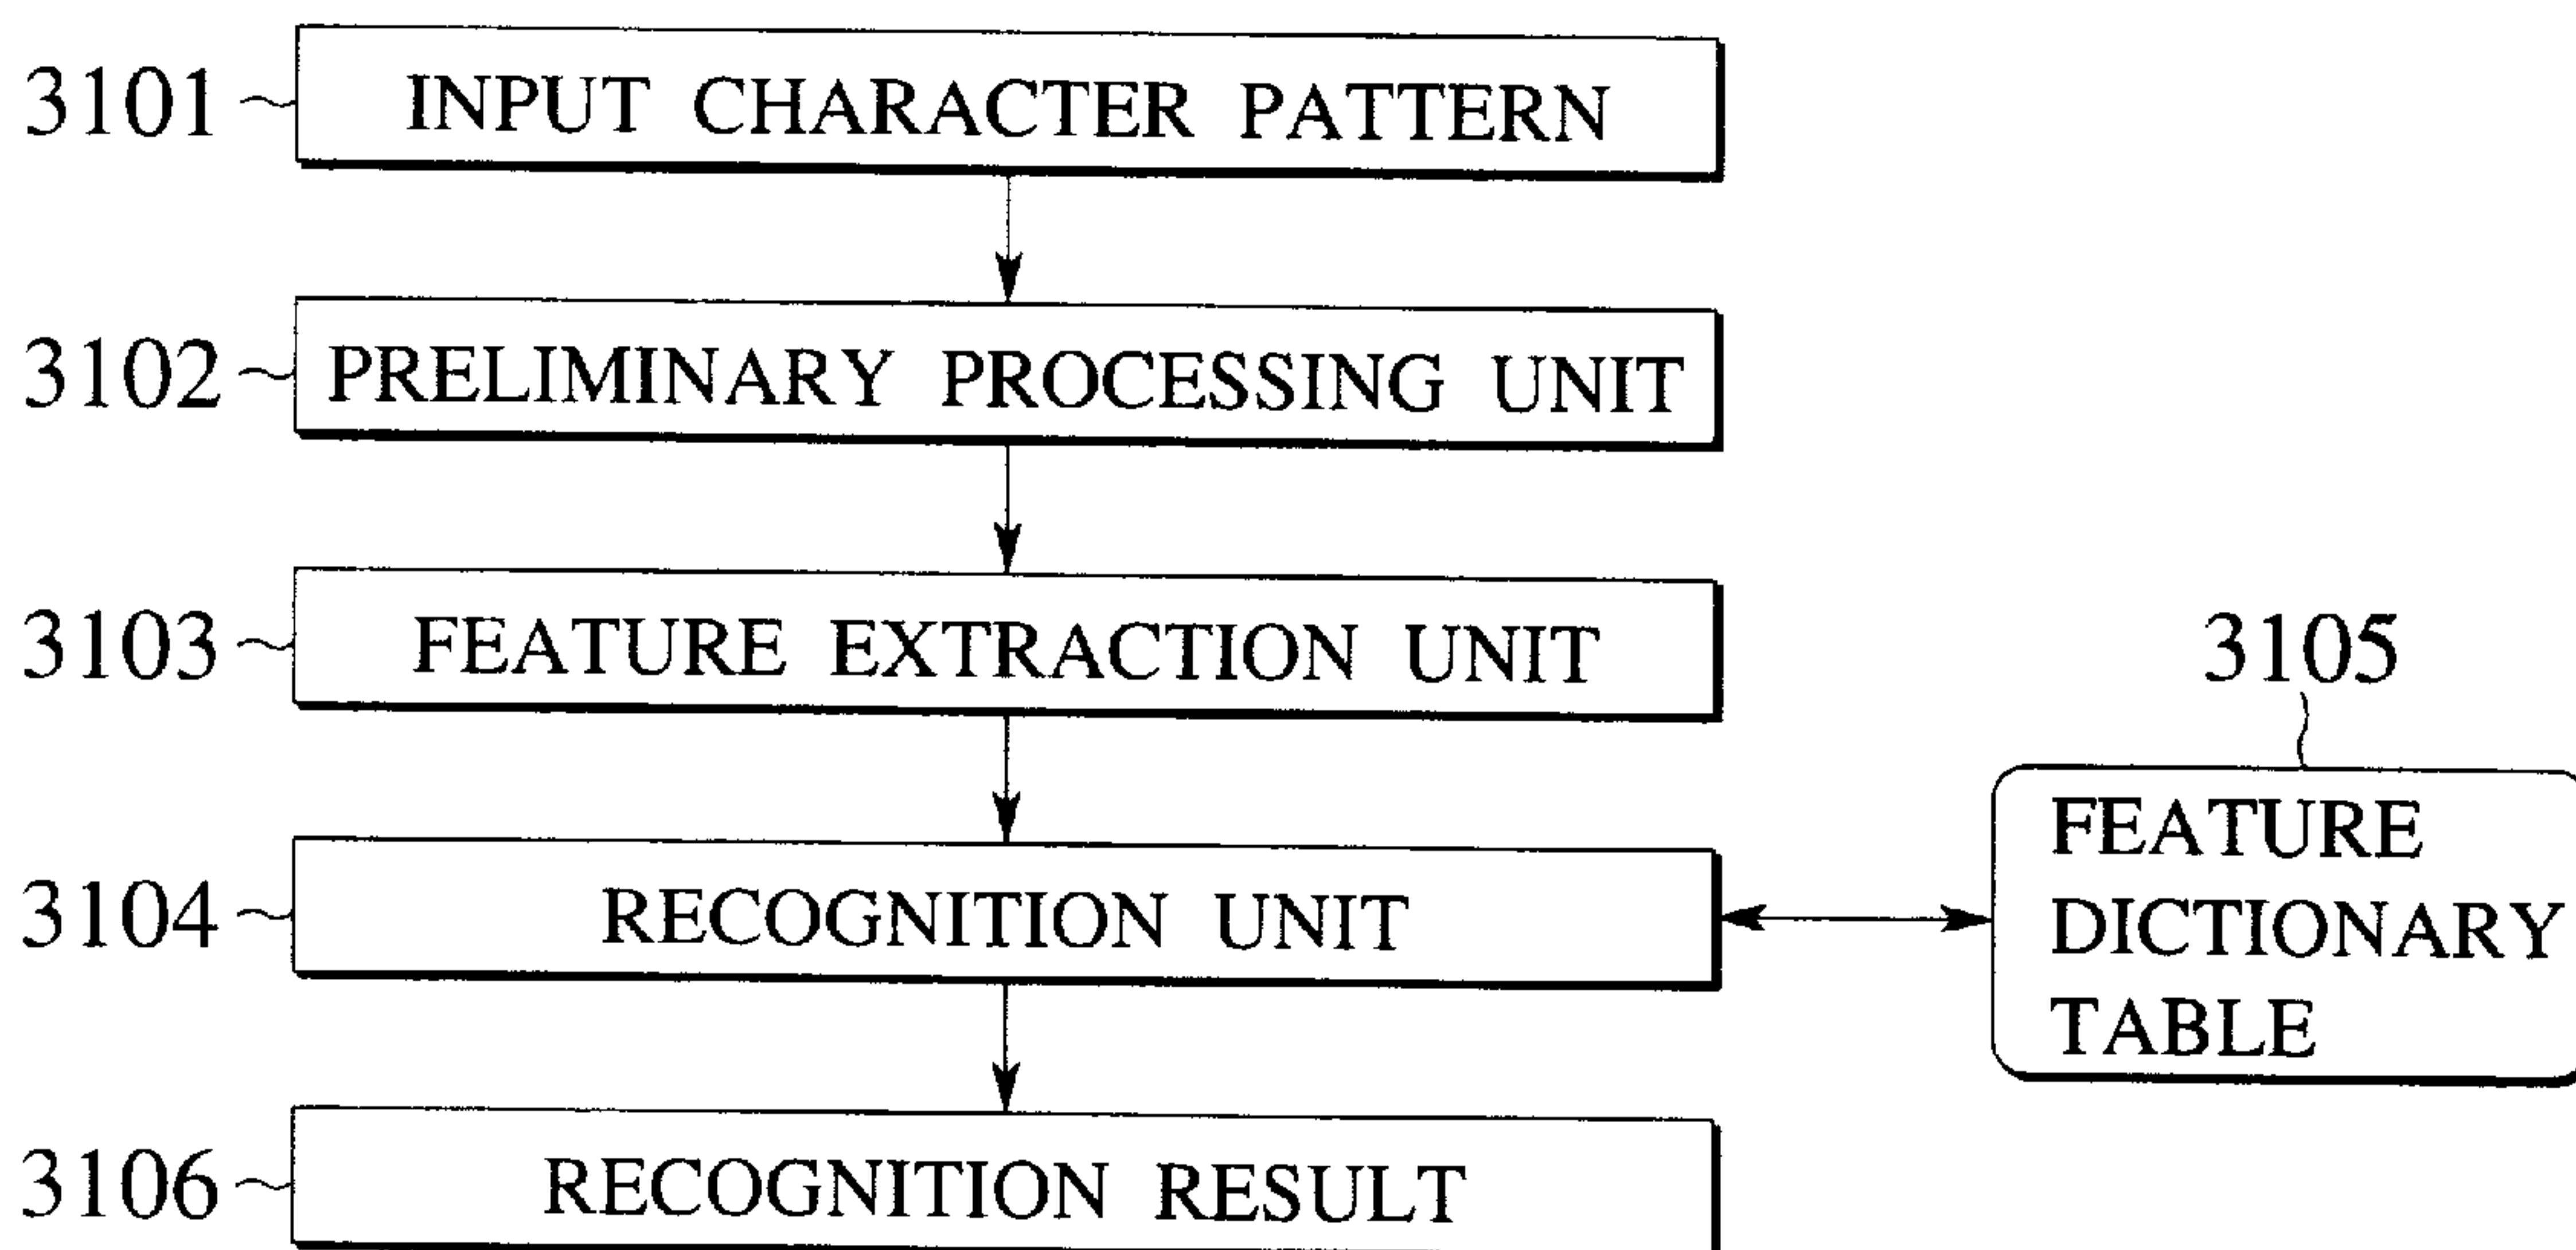 3101 INPUT CHARACTER PATTERN
3102 PRELIMINARY PROCESSING UNIT
3103 FEATURE EXTRACTION UNIT
3104 RECOGNITION UNIT
3105
FEATURE
DICTIONARY
TABLE
3106 RECOGNITION RESULT